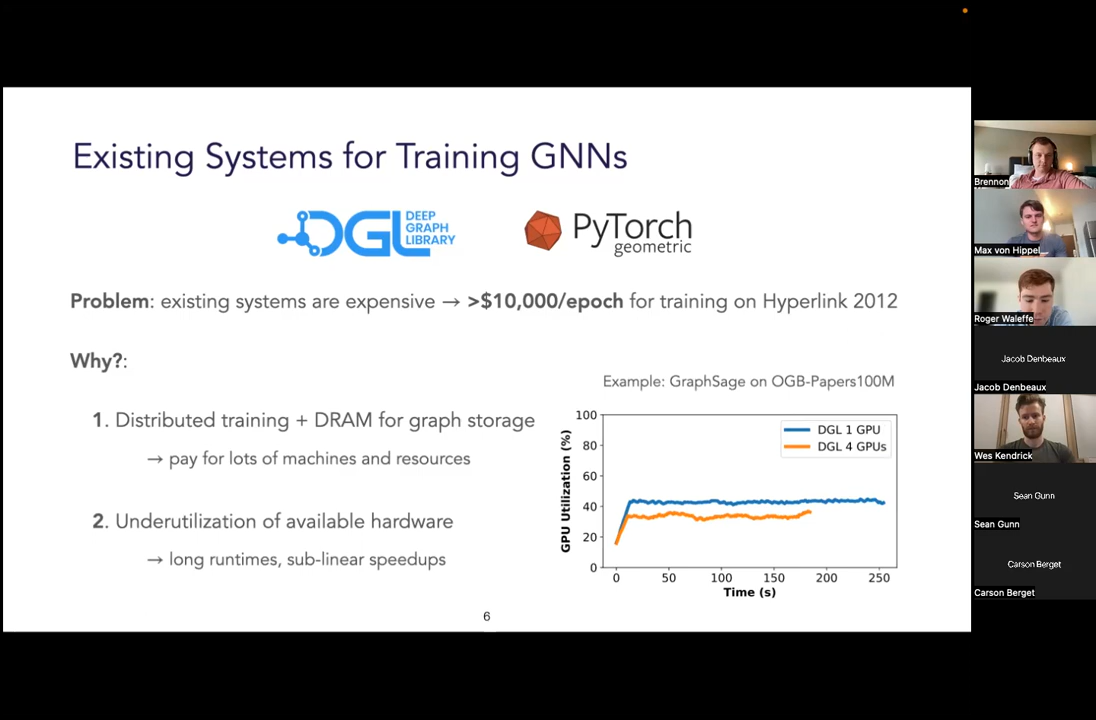 Existing Systems for Training GNNs
DGL DEEP
GRAPH
LIBRARY
PyTorch
geometric
Problem: existing systems are expensive → >$10,000/epoch for training on Hyperlink 2012
Why?:
1. Distributed training + DRAM for graph storage
→ pay for lots of machines and resources
2. Underutilization of available hardware
→ long runtimes, sub-linear speedups
Example: GraphSage on OGB-Papers100M
GPU Utilization (%)
100
80
60
40
20
0
DGL 1 GPU
DGL 4 GPUs
0 50 100 150 200 250
Time (s)
6
Brennon
Max von Hippel
Roger Waleffe
Jacob Denbeaux
Jacob Denbeaux
Wes Kendrick
Sean Gunn
Sean Gunn
Carson Berget
Carson Berget